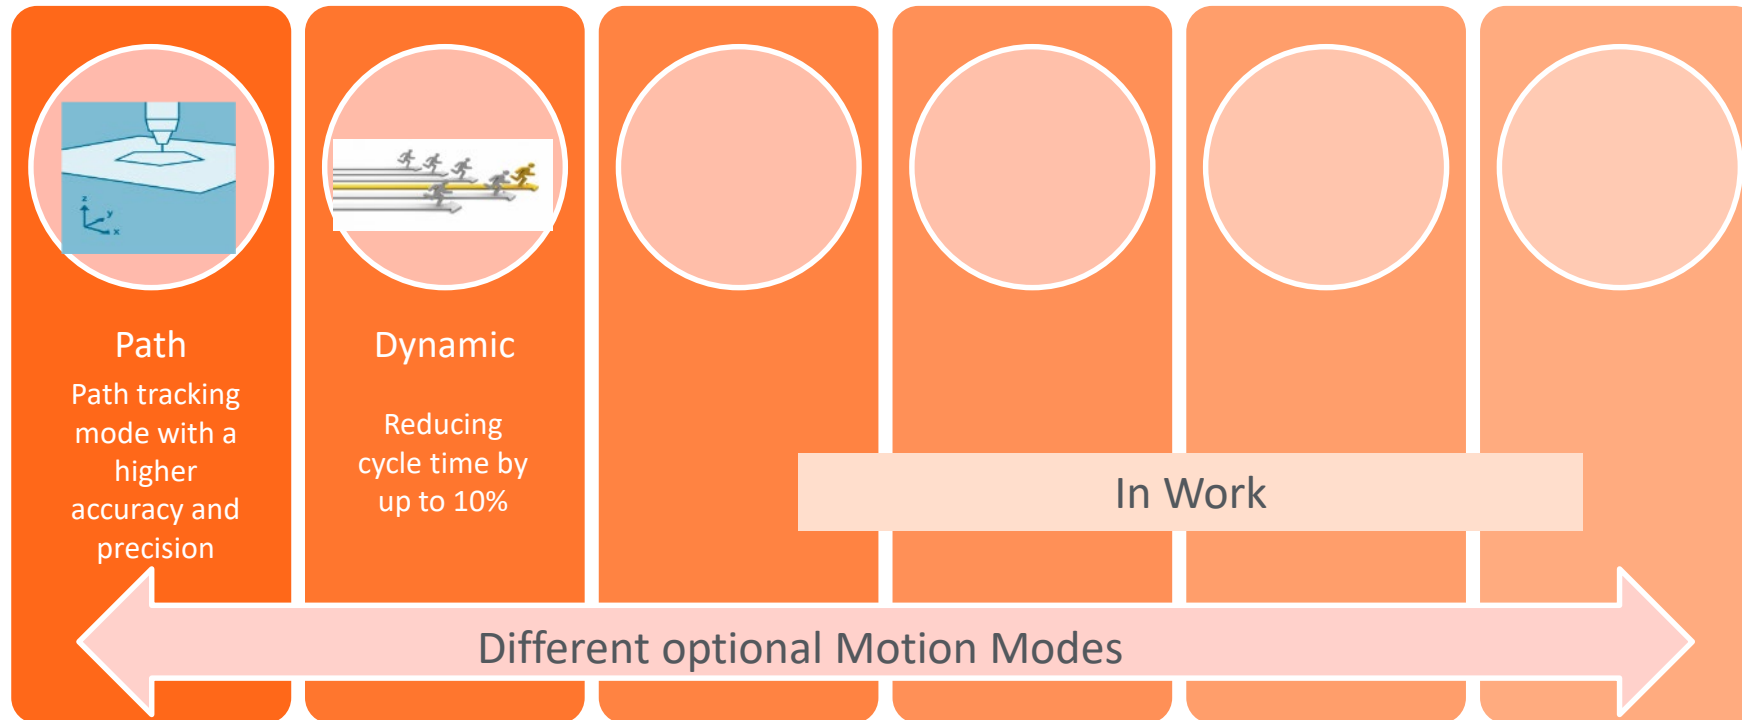 z
y
x
Path
Path tracking
mode with a
higher
accuracy and
precision
Dynamic
Reducing
cycle time by
up to 10%
In Work
Different optional Motion Modes